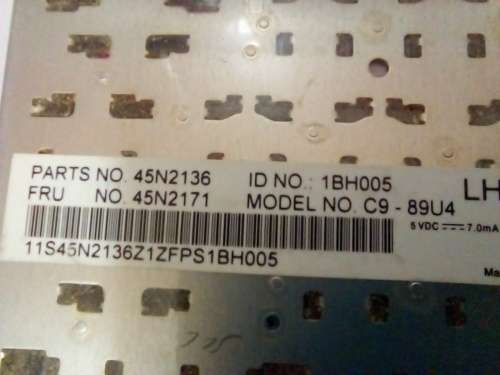 PARTS NO. 45N2136 ID NO.: 1BH005 LH
FRU NO. 45N2171 MODEL NO. C9 - 89U4
5 VDC 7.0mA
11S45N2136Z1ZFPS1BH005
Ma